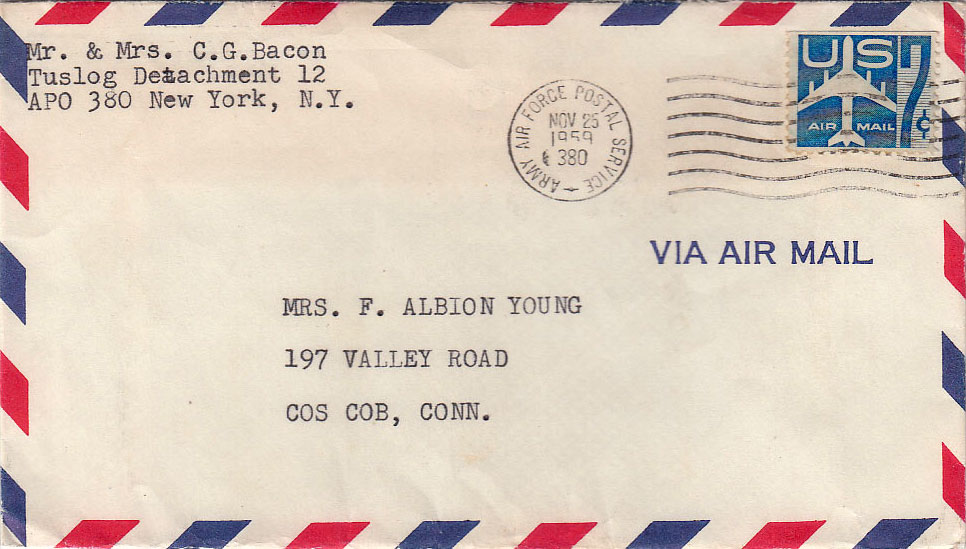 Mr. & Mrs. C.G.Bacon
Tuslog Detachment 12
APO 380 New York, N.Y.
ARMY AIR FORCE POSTAL SERVICE
NOV 25
1959
380
US
7¢
AIR MAIL
VIA AIR MAIL
MRS. F. ALBION YOUNG
197 VALLEY ROAD
COS COB, CONN.